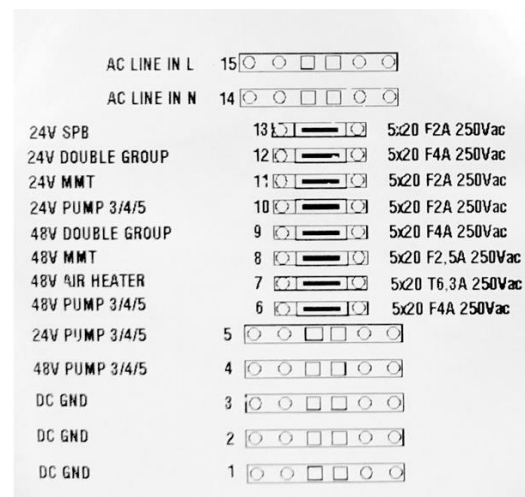 AC LINE IN L 15
AC LINE IN N 14
24V SPB 13 5x20 F2A 250Vac
24V DOUBLE GROUP 12 5x20 F4A 250Vac
24V MMT 11 5x20 F2A 250Vac
24V PUMP 3/4/5 10 5x20 F2A 250Vac
48V DOUBLE GROUP 9 5x20 F4A 250Vac
48V MMT 8 5x20 F2,5A 250Vac
48V AIR HEATER 7 5x20 T6,3A 250Vac
48V PUMP 3/4/5 6 5x20 F4A 250Vac
24V PUMP 3/4/5 5
48V PUMP 3/4/5 4
DC GND 3
DC GND 2
DC GND 1